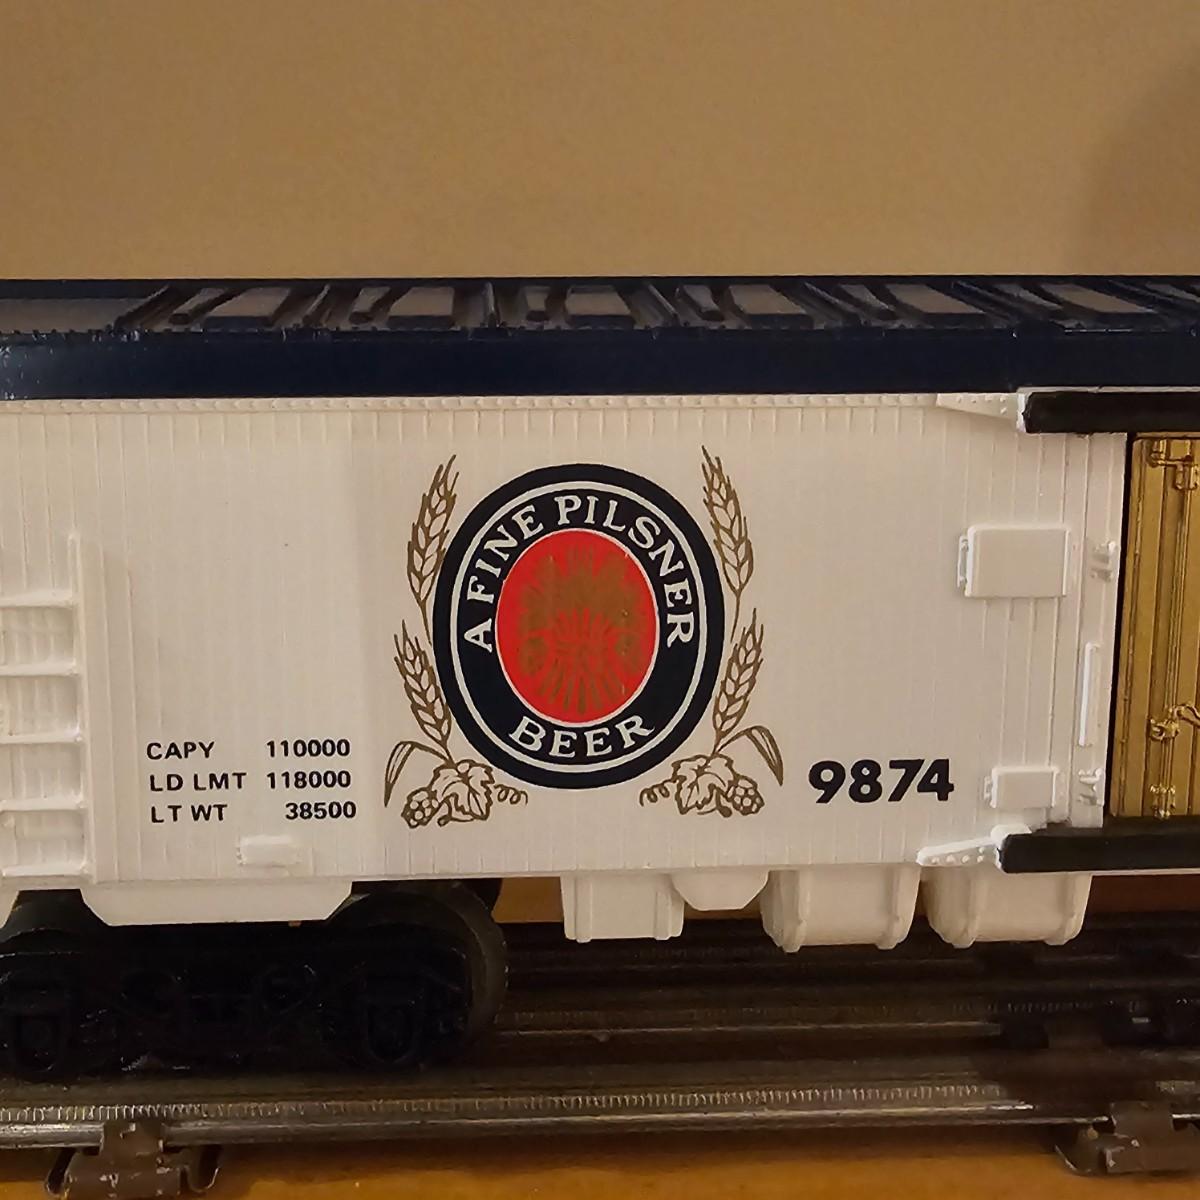 A FINE PILSNER
BEER
CAPY 110000
LD LMT 118000
LT WT 38500
9874